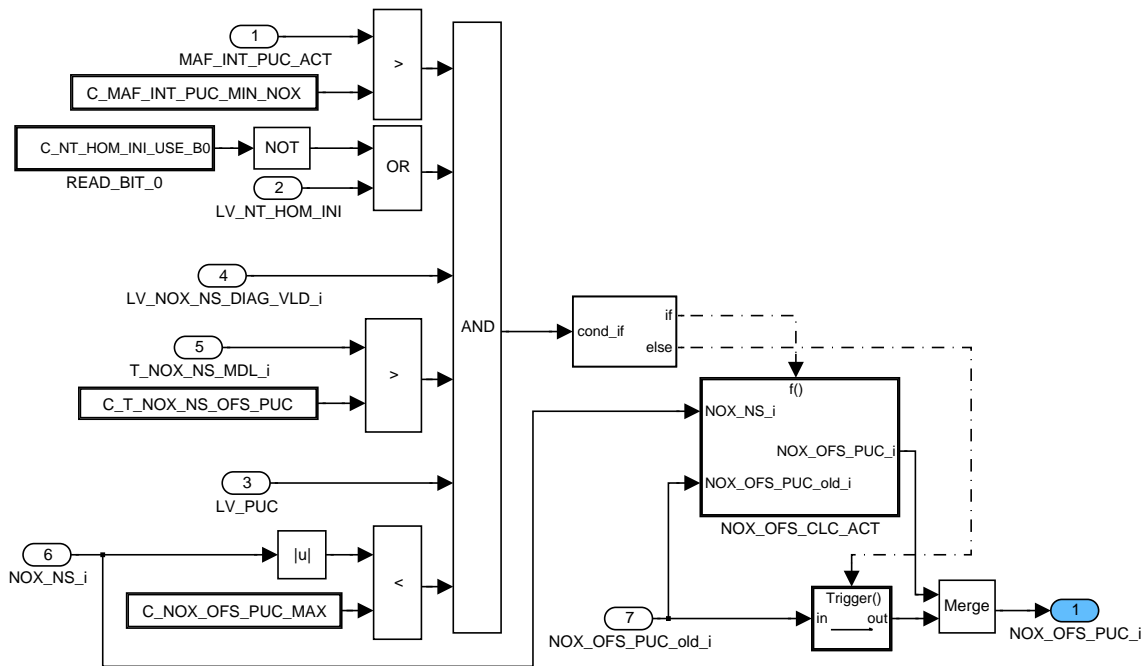 1
MAF_INT_PUC_ACT
>
C_MAF_INT_PUC_MIN_NOX
C_NT_HOM_INI_USE_B0
READ_BIT_0
NOT
OR
2
LV_NT_HOM_INI
4
LV_NOX_NS_DIAG_VLD_i
AND
cond_if
if
else
5
T_NOX_NS_MDL_i
>
C_T_NOX_NS_OFS_PUC
f()
NOX_NS_i
NOX_OFS_PUC_i
NOX_OFS_PUC_old_i
NOX_OFS_CLC_ACT
3
LV_PUC
6
NOX_NS_i
|u|
<
C_NOX_OFS_PUC_MAX
7
NOX_OFS_PUC_old_i
Trigger()
in
out
Merge
1
NOX_OFS_PUC_i